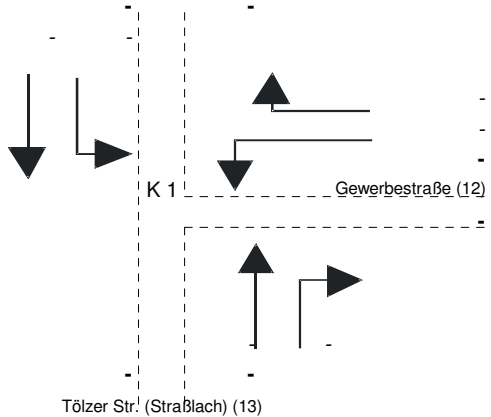 K 1
Gewerbestraße (12)
Tölzer Str. (Straßlach) (13)